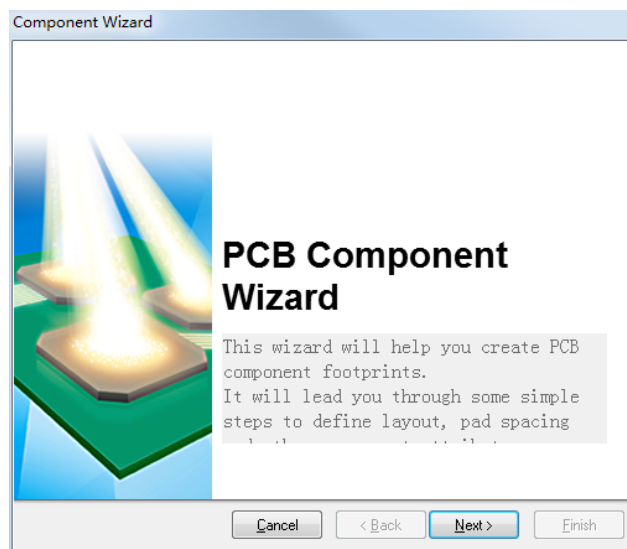 Component Wizard
PCB Component
Wizard
This wizard will help you create PCB
component footprints.
It will lead you through some simple
steps to define layout, pad spacing
Cancel
< Back
Next >
Finish